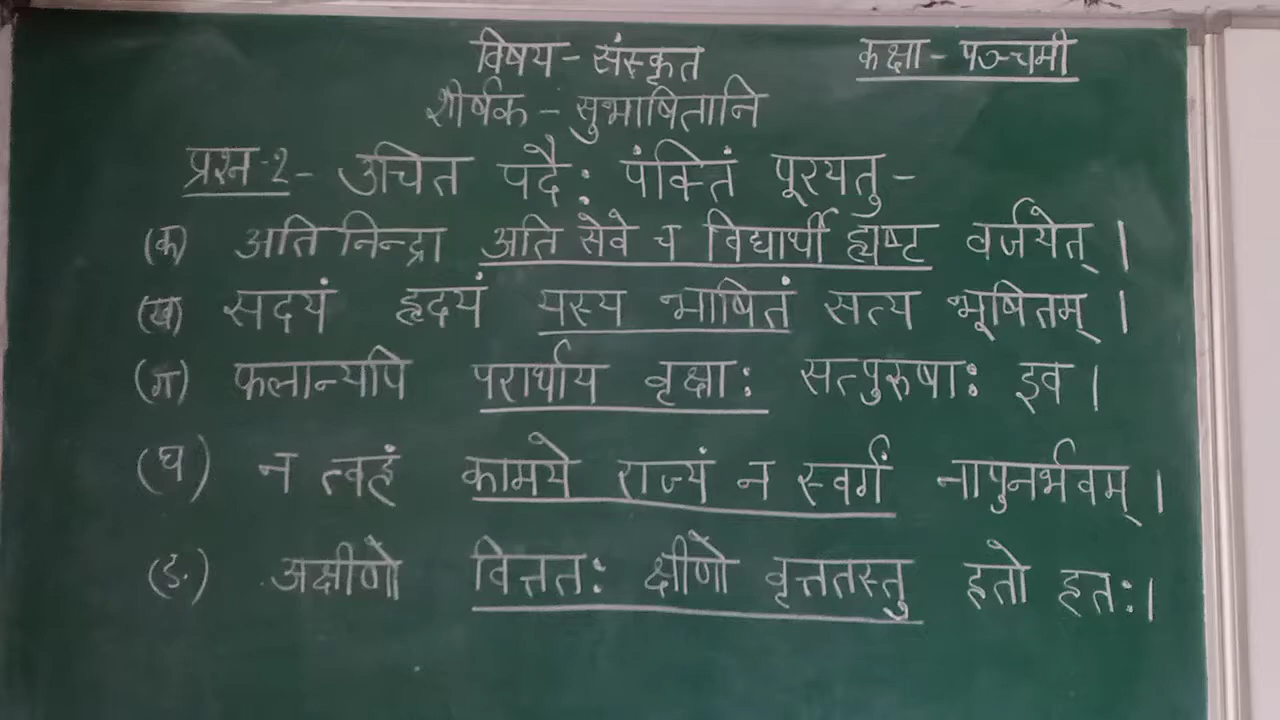 विषय - संस्कृत कक्षा - पञ्चमी
शीर्षक - सुभाषितानि
प्रश्न-2 - उचित पदै: पंक्तिं पूरयतु -
(क) अति निन्द्रा अति सेवे च विद्यार्थी ह्यष्ट वर्जयेत् ।
(ख) सदयं हृदयं यस्य भाषितं सत्य भूषितम् ।
(ग) फलान्यपि परार्थाय वृक्षा: सत्पुरुषा: इव ।
(घ) न त्वहं कामये राज्यं न स्वर्गं नापुनर्भवम् ।
(ड.) अक्षीणो वित्तत: क्षीणो वृत्ततस्तु हतो हत: ।